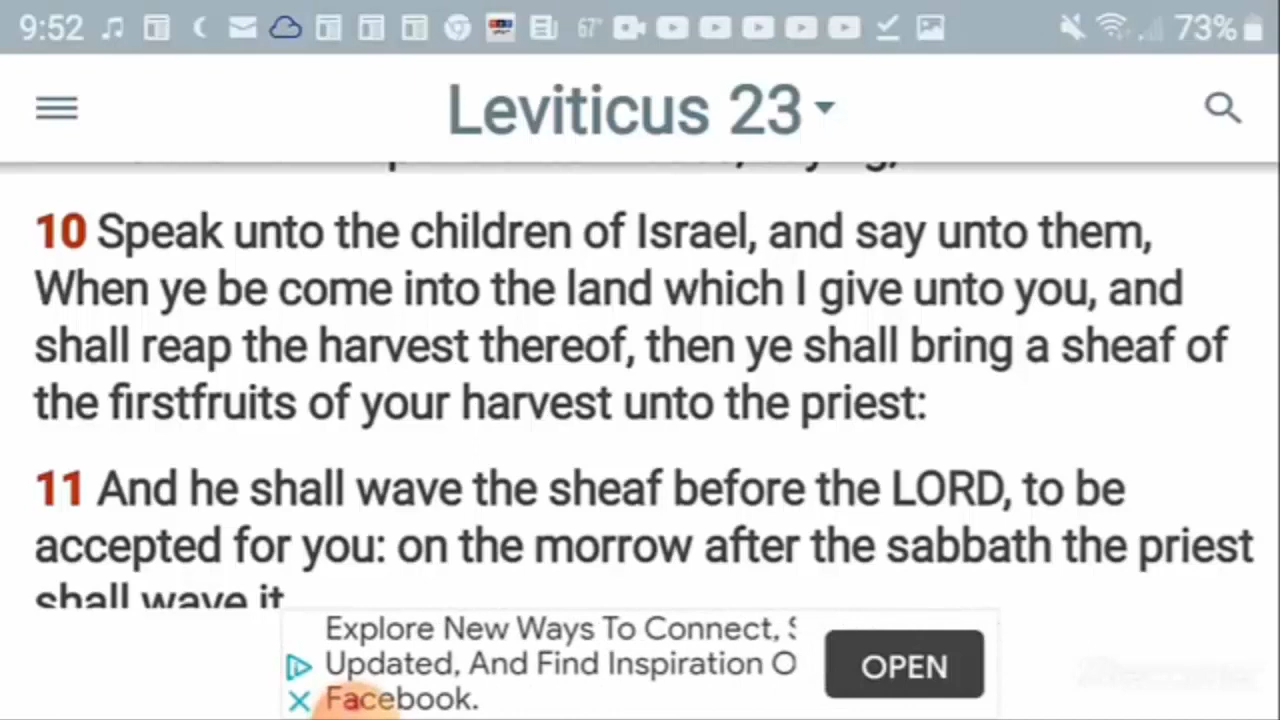 9:52 67° 73%
Leviticus 23
10 Speak unto the children of Israel, and say unto them,
When ye be come into the land which I give unto you, and
shall reap the harvest thereof, then ye shall bring a sheaf of
the firstfruits of your harvest unto the priest:
11 And he shall wave the sheaf before the LORD, to be
accepted for you: on the morrow after the sabbath the priest
shall wave it
Explore New Ways To Connect, S
Updated, And Find Inspiration O
Facebook.
OPEN